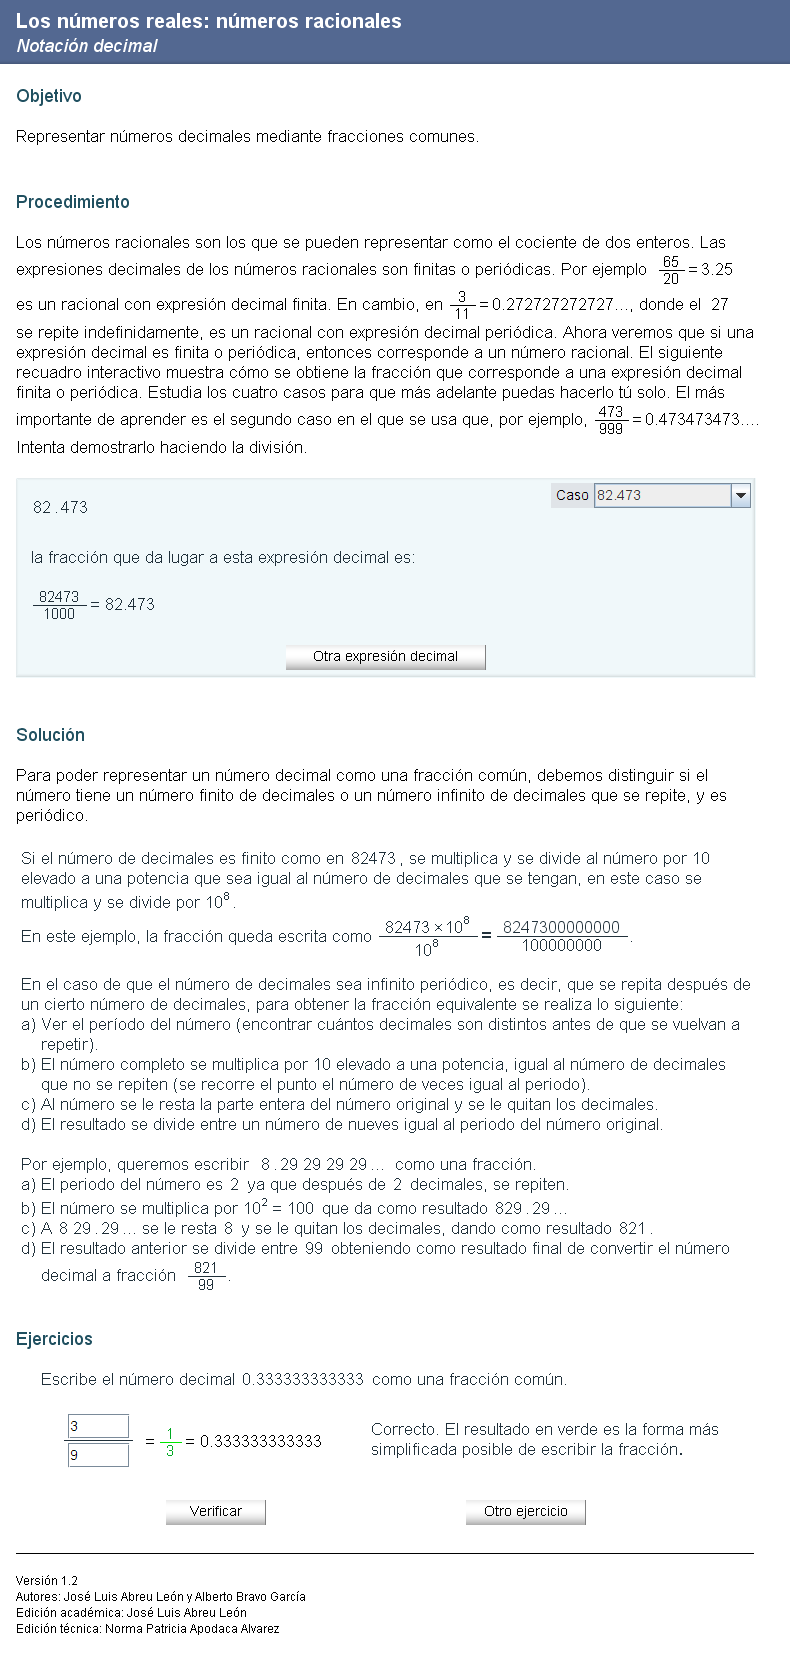 Los números reales: números racionales
Notación decimal
Objetivo
Representar números decimales mediante fracciones comunes.
Procedimiento
Los números racionales son los que se pueden representar como el cociente de dos enteros. Las
expresiones decimales de los números racionales son finitas o periódicas. Por ejemplo 65/20 = 3.25
es un racional con expresión decimal finita. En cambio, en 3/11 = 0.272727272727..., donde el 27
se repite indefinidamente, es un racional con expresión decimal periódica. Ahora veremos que si una
expresión decimal es finita o periódica, entonces corresponde a un número racional. El siguiente
recuadro interactivo muestra cómo se obtiene la fracción que corresponde a una expresión decimal
finita o periódica. Estudia los cuatro casos para que más adelante puedas hacerlo tú solo. El más
importante de aprender es el segundo caso en el que se usa que, por ejemplo, 473/999 = 0.473473473....
Intenta demostrarlo haciendo la división.
Caso 82.473
82.473
la fracción que da lugar a esta expresión decimal es:
82473/1000 = 82.473
Otra expresión decimal
Solución
Para poder representar un número decimal como una fracción común, debemos distinguir si el
número tiene un número finito de decimales o un número infinito de decimales que se repite, y es
periódico.
Si el número de decimales es finito como en 82473, se multiplica y se divide al número por 10
elevado a una potencia que sea igual al número de decimales que se tengan, en este caso se
multiplica y se divide por 10⁸.
En este ejemplo, la fracción queda escrita como 82473 × 10⁸/10⁸ = 8247300000000/100000000.
En el caso de que el número de decimales sea infinito periódico, es decir, que se repita después de
un cierto número de decimales, para obtener la fracción equivalente se realiza lo siguiente:
a) Ver el período del número (encontrar cuántos decimales son distintos antes de que se vuelvan a
repetir).
b) El número completo se multiplica por 10 elevado a una potencia, igual al número de decimales
que no se repiten (se recorre el punto el número de veces igual al periodo).
c) Al número se le resta la parte entera del número original y se le quitan los decimales.
d) El resultado se divide entre un número de nueves igual al periodo del número original.
Por ejemplo, queremos escribir 8.29 29 29 29... como una fracción.
a) El periodo del número es 2 ya que después de 2 decimales, se repiten.
b) El número se multiplica por 10² = 100 que da como resultado 829.29...
c) A 8 29.29... se le resta 8 y se le quitan los decimales, dando como resultado 821.
d) El resultado anterior se divide entre 99 obteniendo como resultado final de convertir el número
decimal a fracción 821/99.
Ejercicios
Escribe el número decimal 0.333333333333 como una fracción común.
3/9 = 1/3 = 0.333333333333
Correcto. El resultado en verde es la forma más
simplificada posible de escribir la fracción.
Verificar
Otro ejercicio
Versión 1.2
Autores: José Luis Abreu León y Alberto Bravo García
Edición académica: José Luis Abreu León
Edición técnica: Norma Patricia Apodaca Alvarez